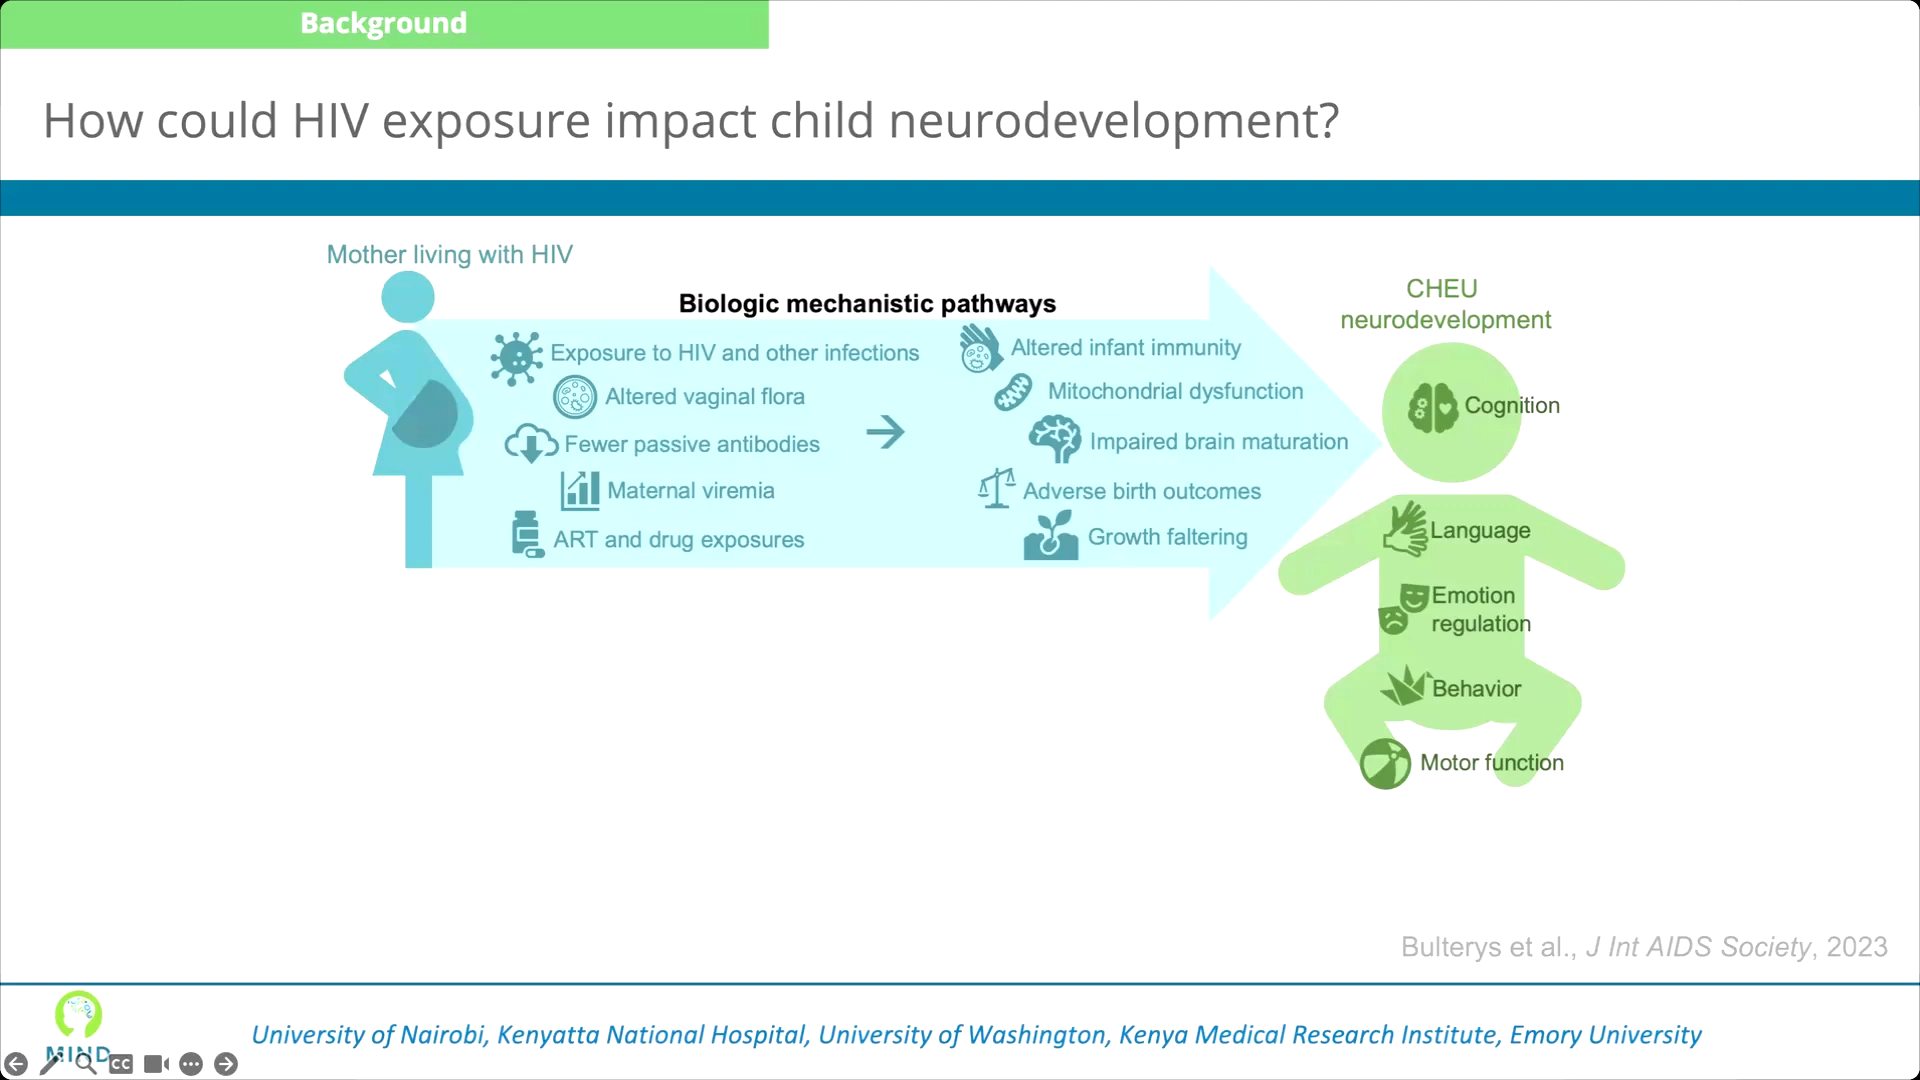 Background
How could HIV exposure impact child neurodevelopment?
Mother living with HIV
Biologic mechanistic pathways
Exposure to HIV and other infections
Altered vaginal flora
Fewer passive antibodies
Maternal viremia
ART and drug exposures
Altered infant immunity
Mitochondrial dysfunction
Impaired brain maturation
Adverse birth outcomes
Growth faltering
CHEU
neurodevelopment
Cognition
Language
Emotion
regulation
Behavior
Motor function
Bulterys et al., J Int AIDS Society, 2023
MIND
University of Nairobi, Kenyatta National Hospital, University of Washington, Kenya Medical Research Institute, Emory University
CC